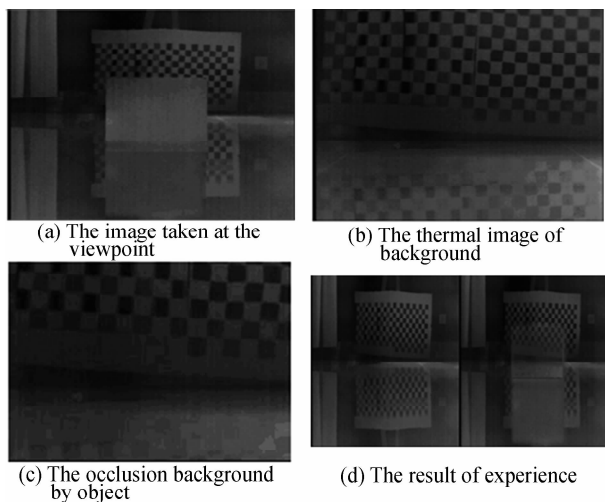 (a) The image taken at the
viewpoint
(b) The thermal image of
background
(c) The occlusion background
by object
(d) The result of experience